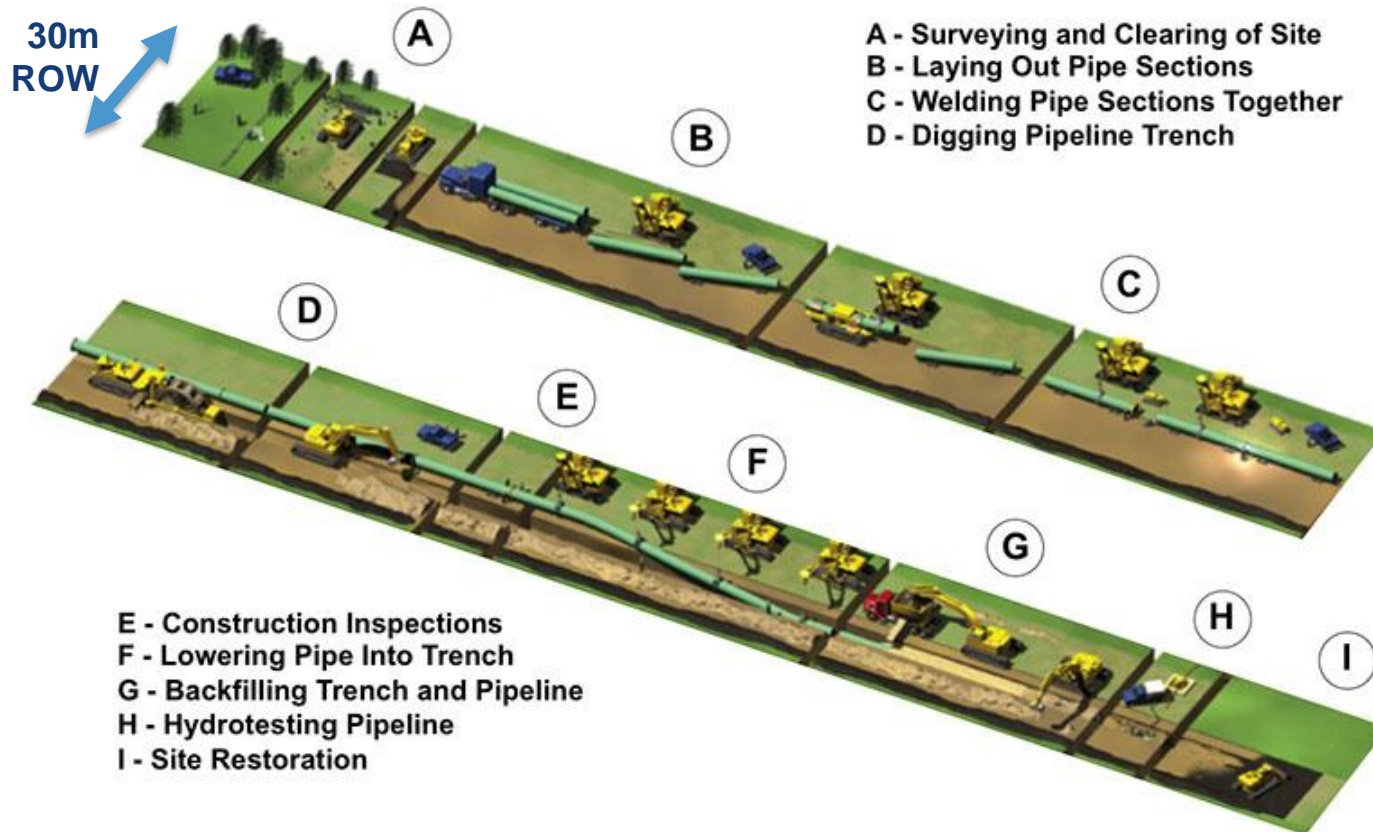 30m
ROW
A
A - Surveying and Clearing of Site
B - Laying Out Pipe Sections
C - Welding Pipe Sections Together
D - Digging Pipeline Trench
B
C
D
E
F
G
H
I
E - Construction Inspections
F - Lowering Pipe Into Trench
G - Backfilling Trench and Pipeline
H - Hydrotesting Pipeline
I - Site Restoration